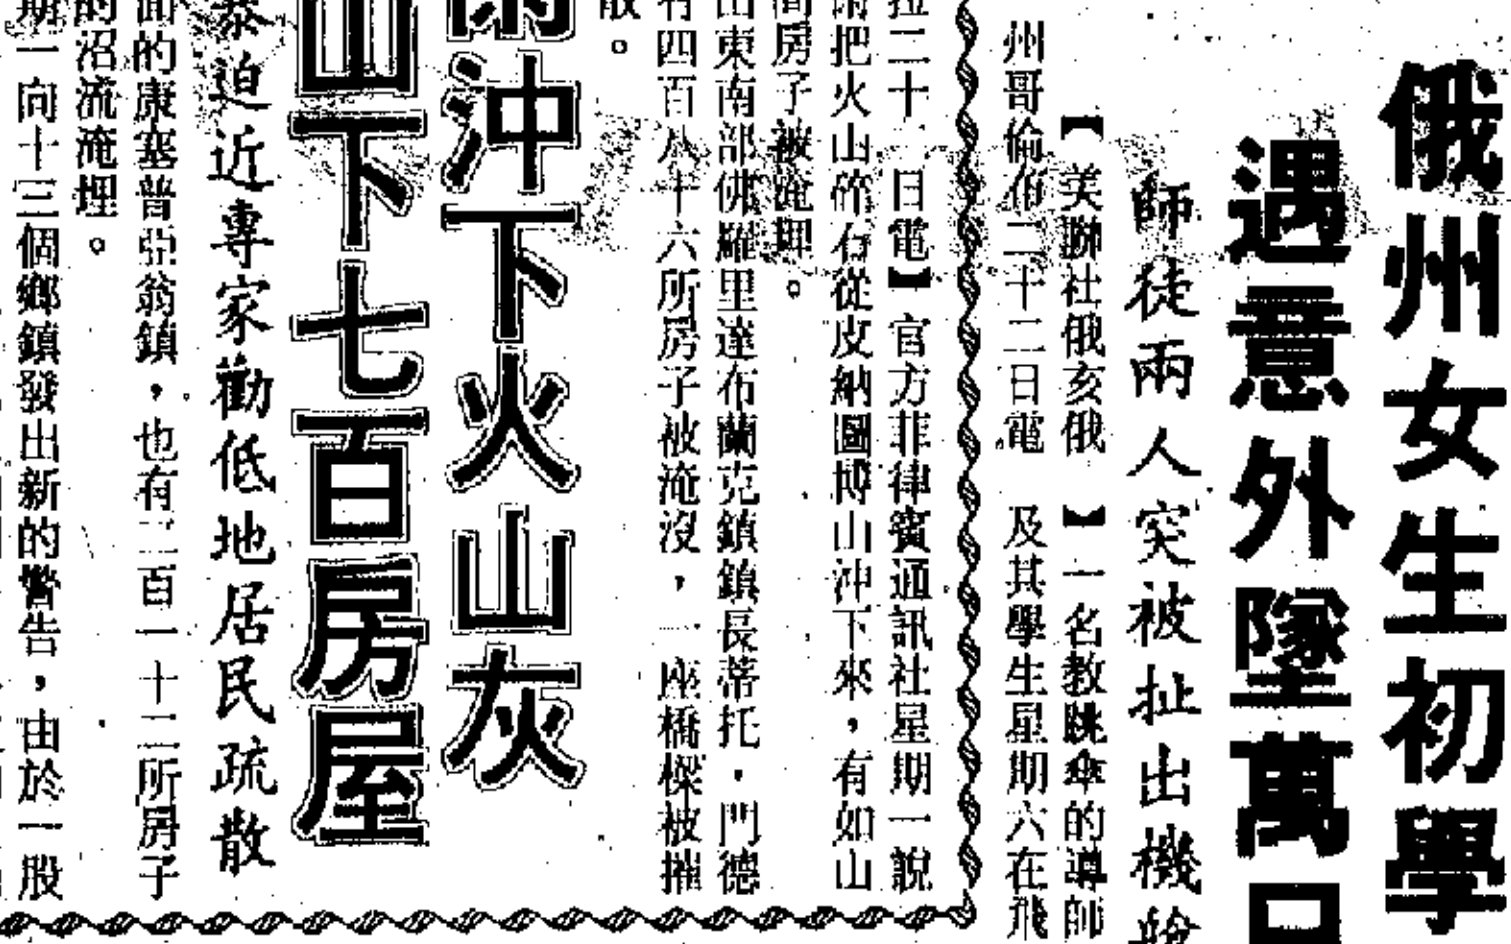 俄州女生初學
遇意外墜萬呎
師徒兩人突被扯出機艙
【美聯社俄亥俄
州哥倫布二十二日電
】一名教跳傘的導師
及其學生星期六在飛
拉二十一日電】官方菲律賓通訊社星期一說
把火山碎石從皮納圖博山沖下來，有如山
間房子被淹埋。
東南部佛羅里達布蘭克鎮鎮長蒂托．門德
有四百八十六所房子被淹沒，一座橋樑被摧
散。
沖下火山灰
山下七百房屋
迫近專家勸低地居民疏散
面的康塞普亞翁鎮，也有二百一十二所房子
的沼流淹埋。
期一向十三個鄉鎮發出新的警告，由於一股